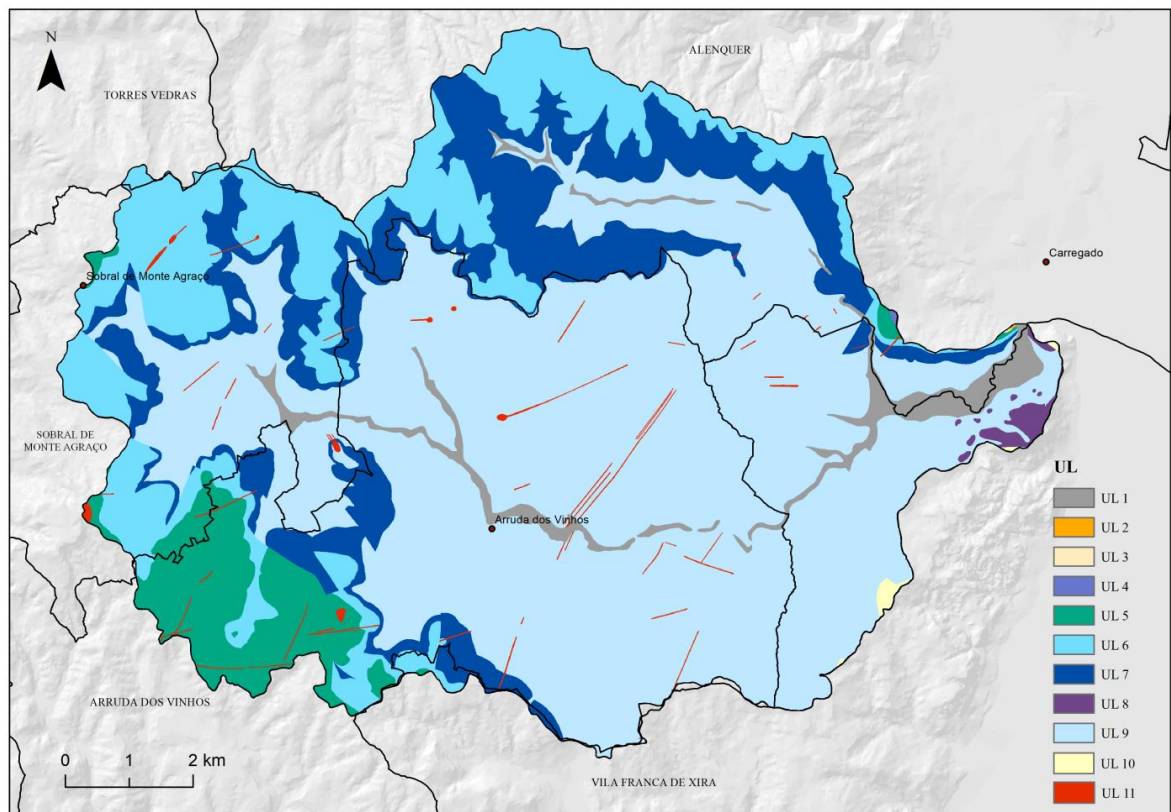 N
ALENQUER
TORRES VEDRAS
Carregado
Sobral de Monte Agraço
SOBRAL DE
MONTE AGRAÇO
Arruda dos Vinhos
ARRUDA DOS VINHOS
VILA FRANCA DE XIRA
0 1 2 km
UL
UL 1
UL 2
UL 3
UL 4
UL 5
UL 6
UL 7
UL 8
UL 9
UL 10
UL 11